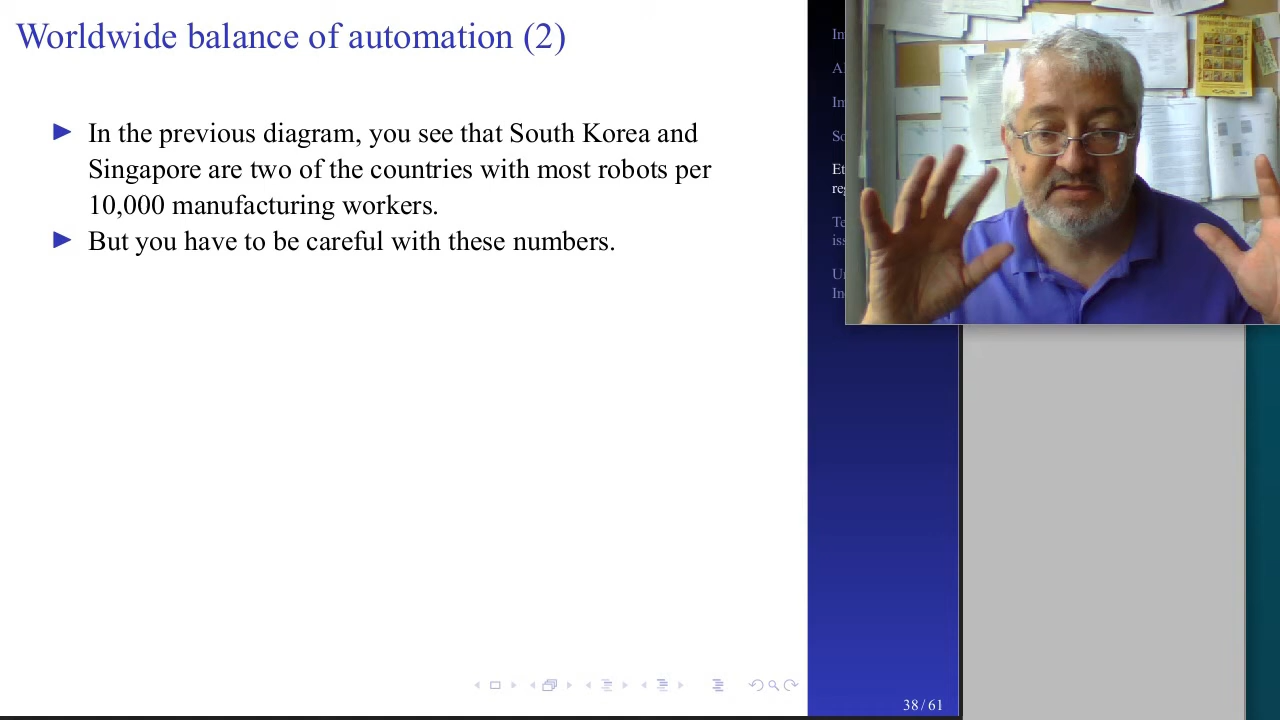 Worldwide balance of automation (2)
In the previous diagram, you see that South Korea and
Singapore are two of the countries with most robots per
10,000 manufacturing workers.
But you have to be careful with these numbers.
38 / 61